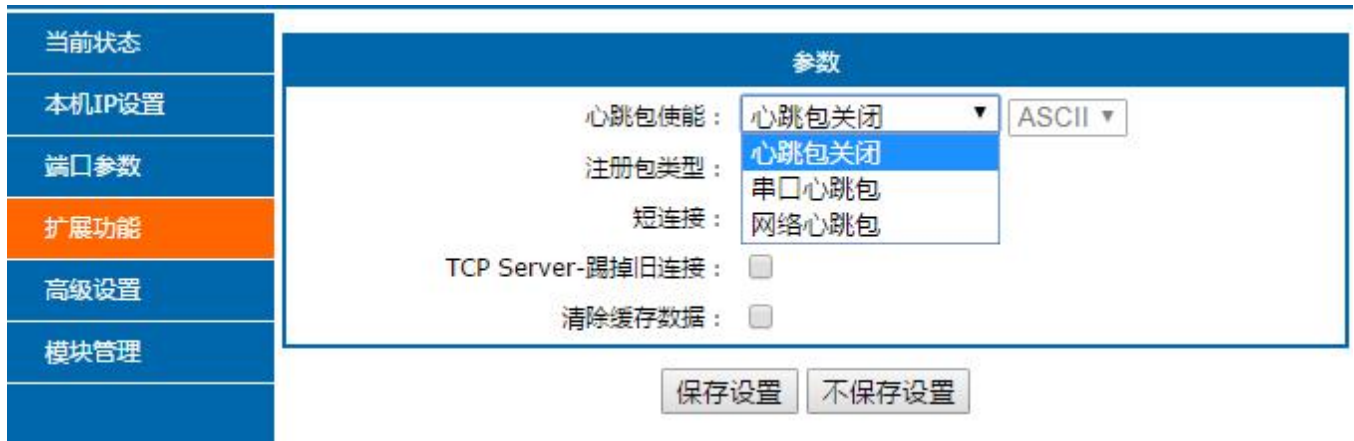 当前状态
本机IP设置
端口参数
扩展功能
高级设置
模块管理
参数
心跳包使能： 心跳包关闭 ASCII
心跳包关闭
注册包类型：
串口心跳包
短连接：
网络心跳包
TCP Server-踢掉旧连接：
清除缓存数据：
保存设置 不保存设置